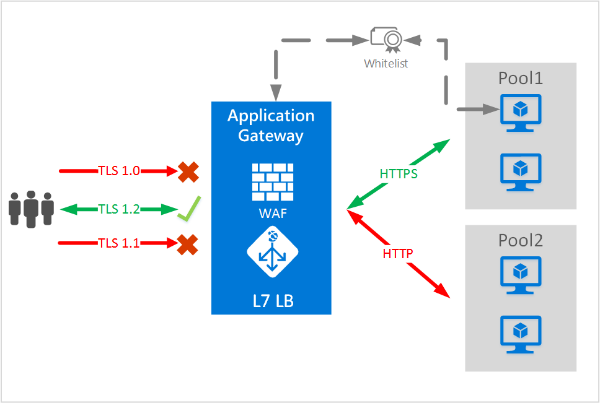 Whitelist
Pool1
Application
Gateway
TLS 1.0
HTTPS
TLS 1.2
WAF
TLS 1.1
Pool2
HTTP
L7 LB